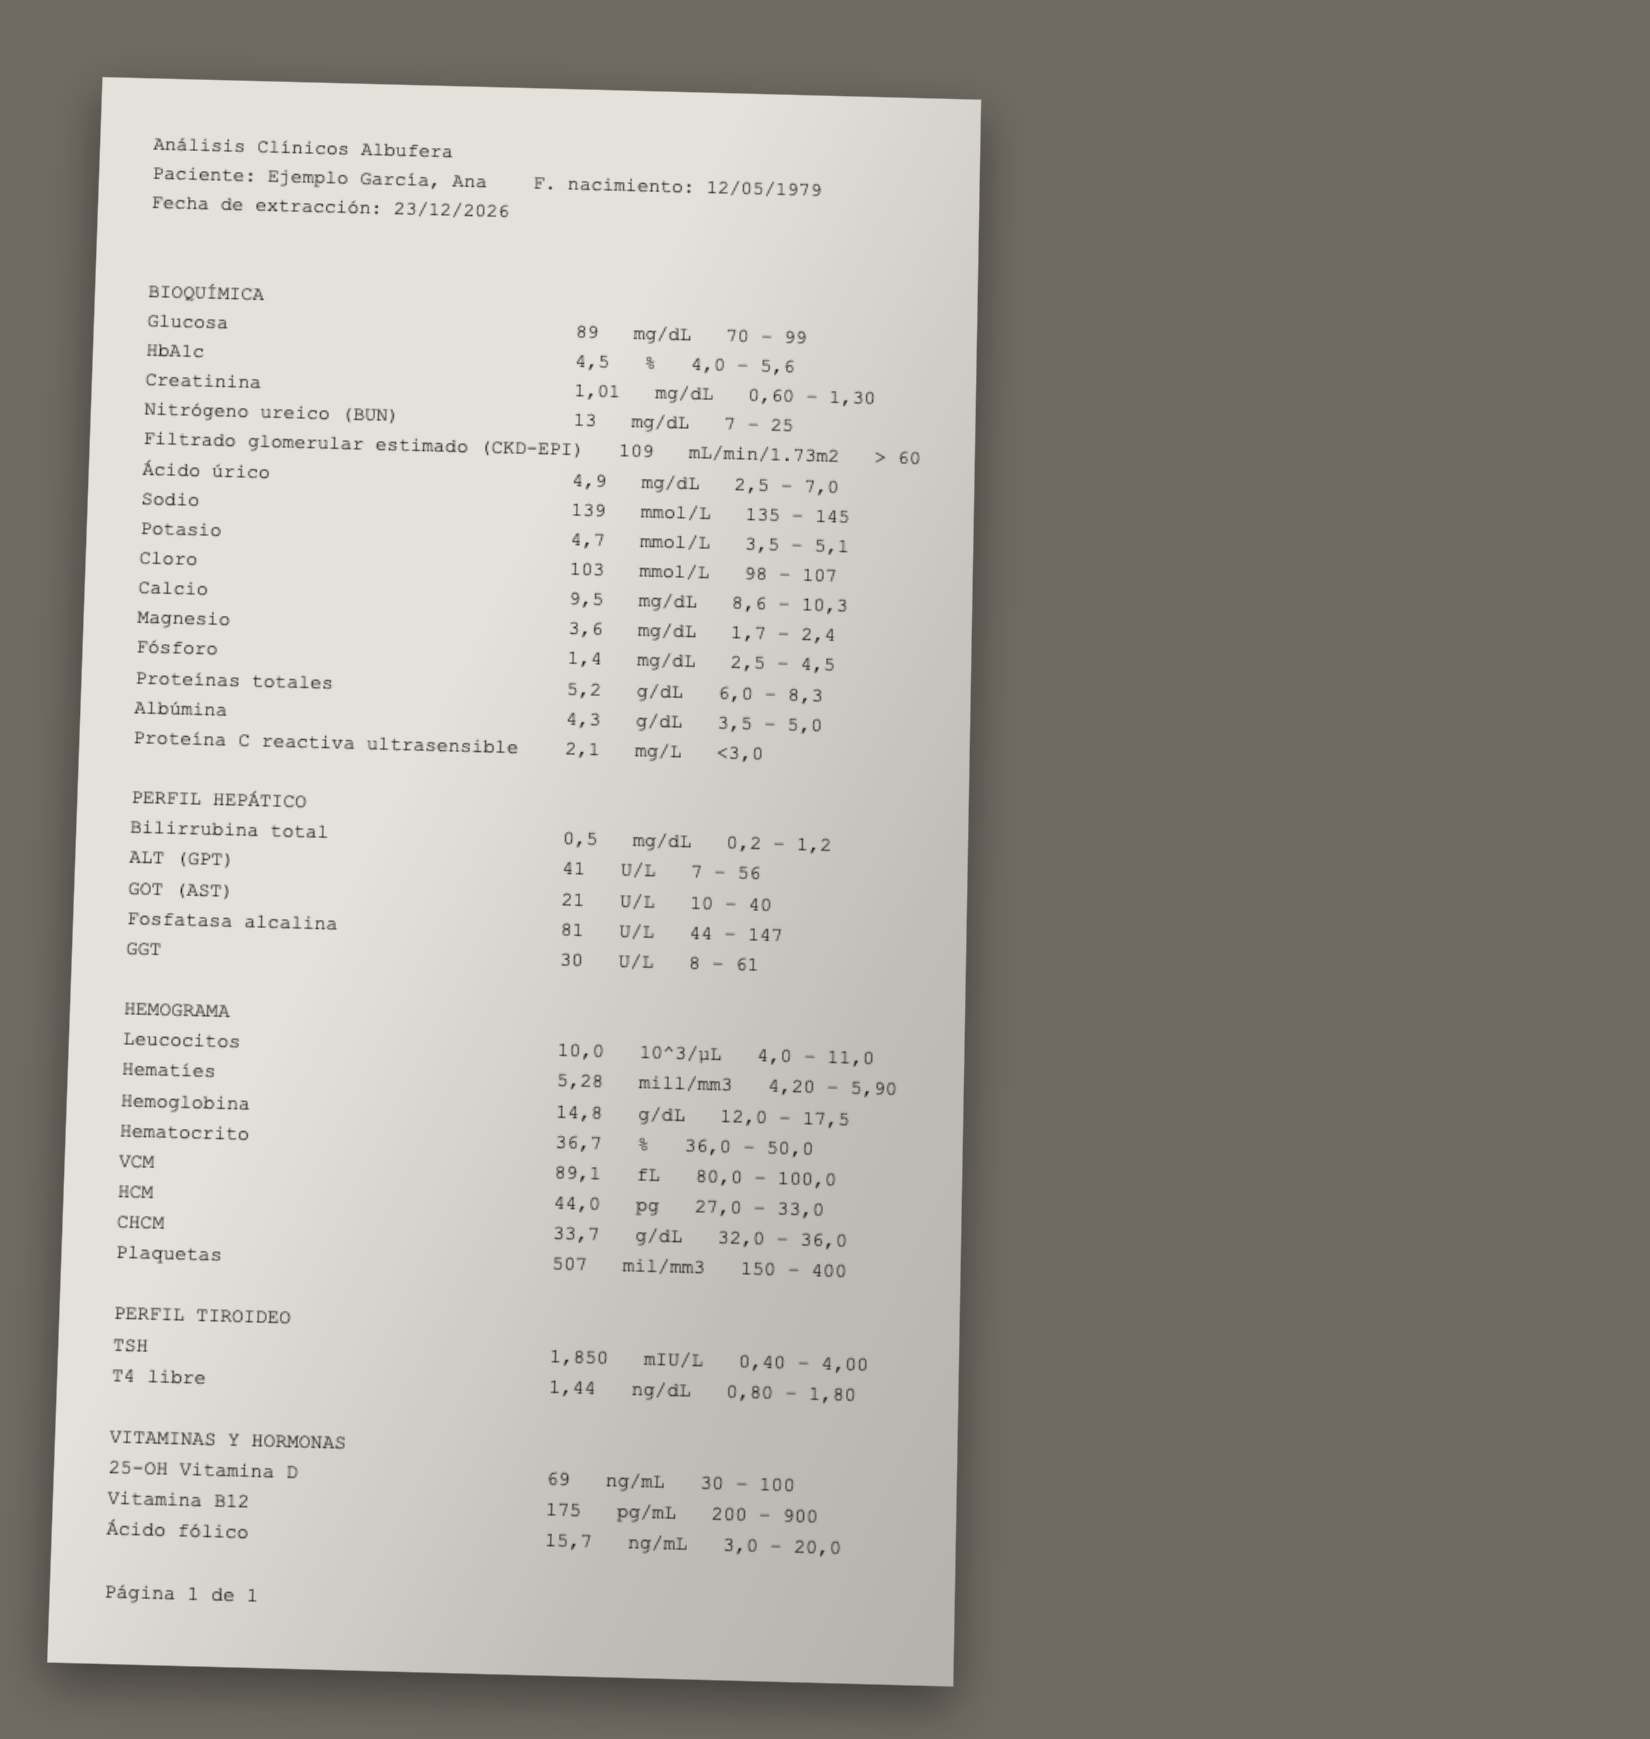 Análisis Clínicos Albufera
Paciente: Ejemplo García, Ana    F. nacimiento: 12/05/1979
Fecha de extracción: 23/12/2026
BIOQUÍMICA
Glucosa    89   mg/dL   70 - 99
HbA1c    4,5   %   4,0 - 5,6
Creatinina    1,01   mg/dL   0,60 - 1,30
Nitrógeno ureico (BUN)    13   mg/dL   7 - 25
Filtrado glomerular estimado (CKD-EPI)   109   mL/min/1.73m2   > 60
Ácido úrico    4,9   mg/dL   2,5 - 7,0
Sodio    139   mmol/L   135 - 145
Potasio    4,7   mmol/L   3,5 - 5,1
Cloro    103   mmol/L   98 - 107
Calcio    9,5   mg/dL   8,6 - 10,3
Magnesio    3,6   mg/dL   1,7 - 2,4
Fósforo    1,4   mg/dL   2,5 - 4,5
Proteínas totales    5,2   g/dL   6,0 - 8,3
Albúmina    4,3   g/dL   3,5 - 5,0
Proteína C reactiva ultrasensible    2,1   mg/L   <3,0
PERFIL HEPÁTICO
Bilirrubina total    0,5   mg/dL   0,2 - 1,2
ALT (GPT)    41   U/L   7 - 56
GOT (AST)    21   U/L   10 - 40
Fosfatasa alcalina    81   U/L   44 - 147
GGT    30   U/L   8 - 61
HEMOGRAMA
Leucocitos    10,0   10^3/µL   4,0 - 11,0
Hematíes    5,28   mill/mm3   4,20 - 5,90
Hemoglobina    14,8   g/dL   12,0 - 17,5
Hematocrito    36,7   %   36,0 - 50,0
VCM    89,1   fL   80,0 - 100,0
HCM    44,0   pg   27,0 - 33,0
CHCM    33,7   g/dL   32,0 - 36,0
Plaquetas    507   mil/mm3   150 - 400
PERFIL TIROIDEO
TSH    1,850   mIU/L   0,40 - 4,00
T4 libre    1,44   ng/dL   0,80 - 1,80
VITAMINAS Y HORMONAS
25-OH Vitamina D    69   ng/mL   30 - 100
Vitamina B12    175   pg/mL   200 - 900
Ácido fólico    15,7   ng/mL   3,0 - 20,0
Página 1 de 1